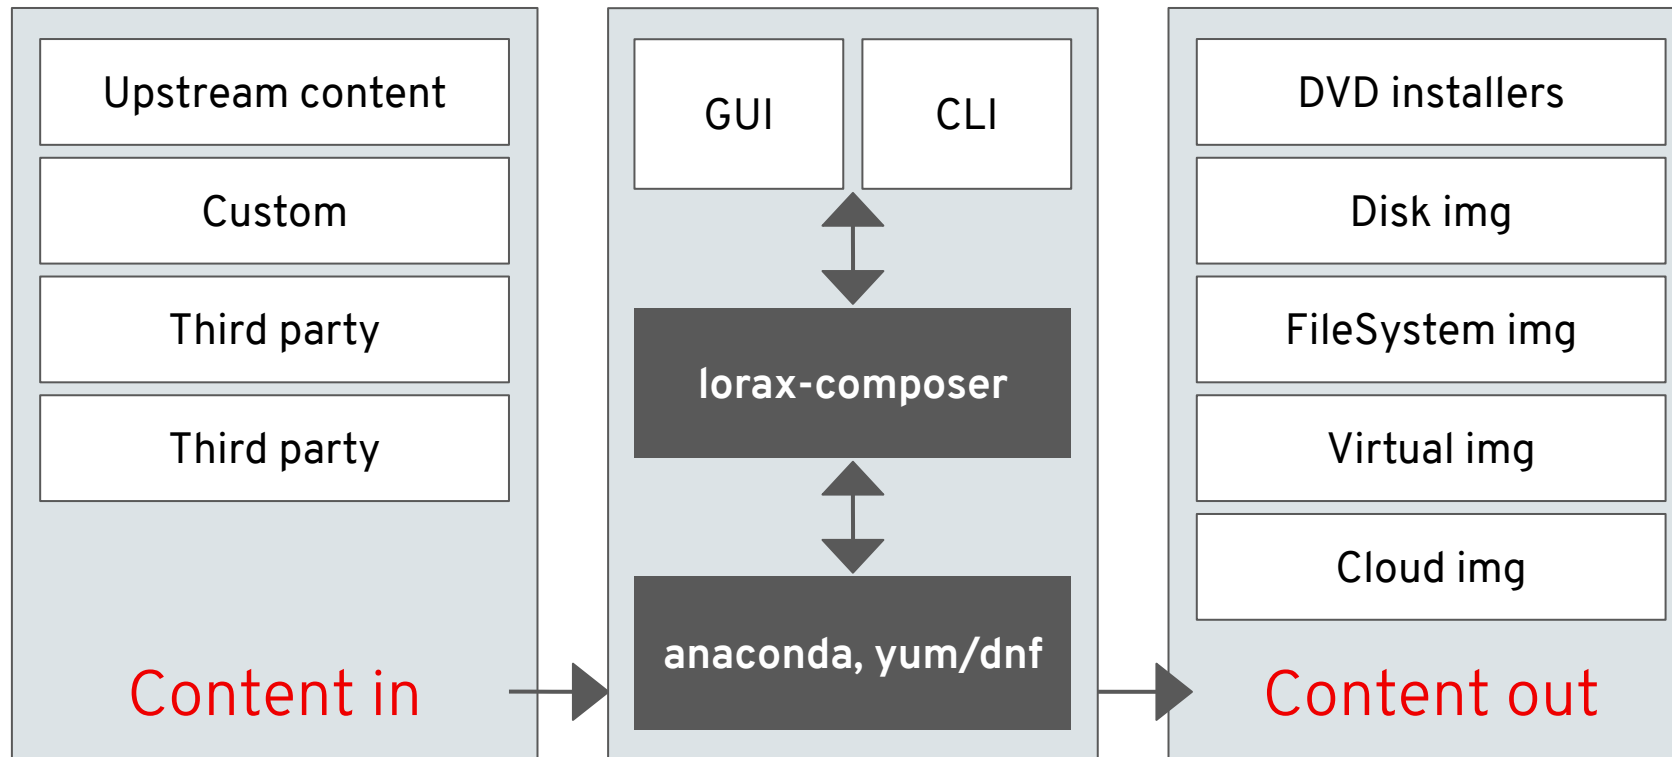 Upstream content
Custom
Third party
Third party
Content in
GUI
CLI
lorax-composer
anaconda, yum/dnf
DVD installers
Disk img
FileSystem img
Virtual img
Cloud img
Content out